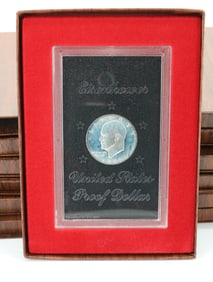 Eisenhower
United States
Proof Dollar